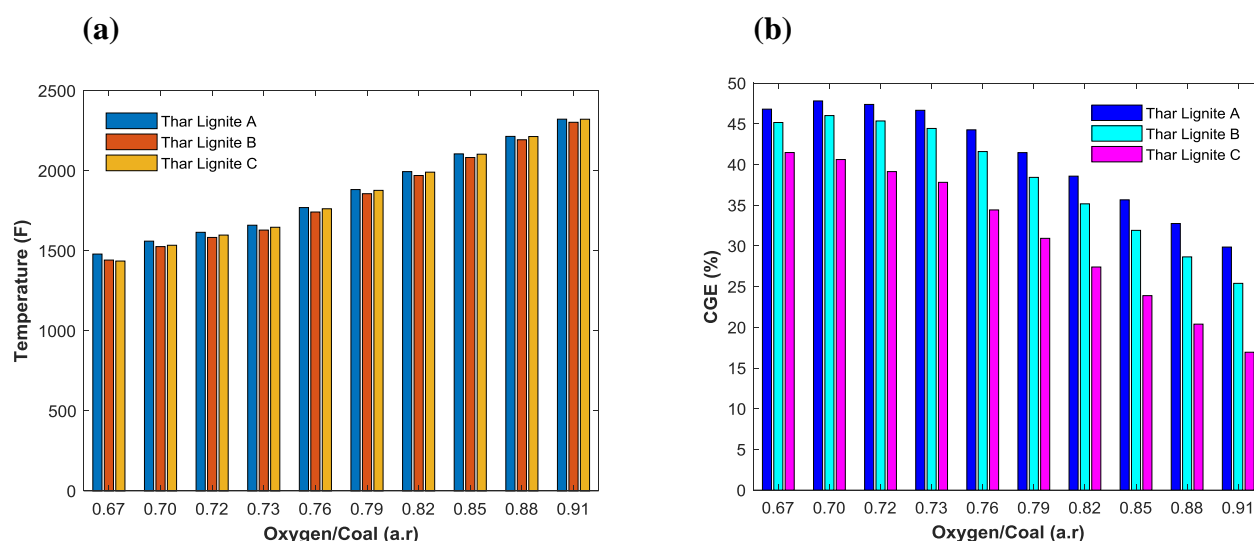 (a)
2500
2000
1500
1000
500
0
Temperature (F)
Thar Lignite A
Thar Lignite B
Thar Lignite C
0.67 0.70 0.72 0.73 0.76 0.79 0.82 0.85 0.88 0.91
Oxygen/Coal (a.r)
(b)
50
45
40
35
30
25
20
15
10
5
0
CGE (%)
Thar Lignite A
Thar Lignite B
Thar Lignite C
0.67 0.70 0.72 0.73 0.76 0.79 0.82 0.85 0.88 0.91
Oxygen/Coal (a.r)